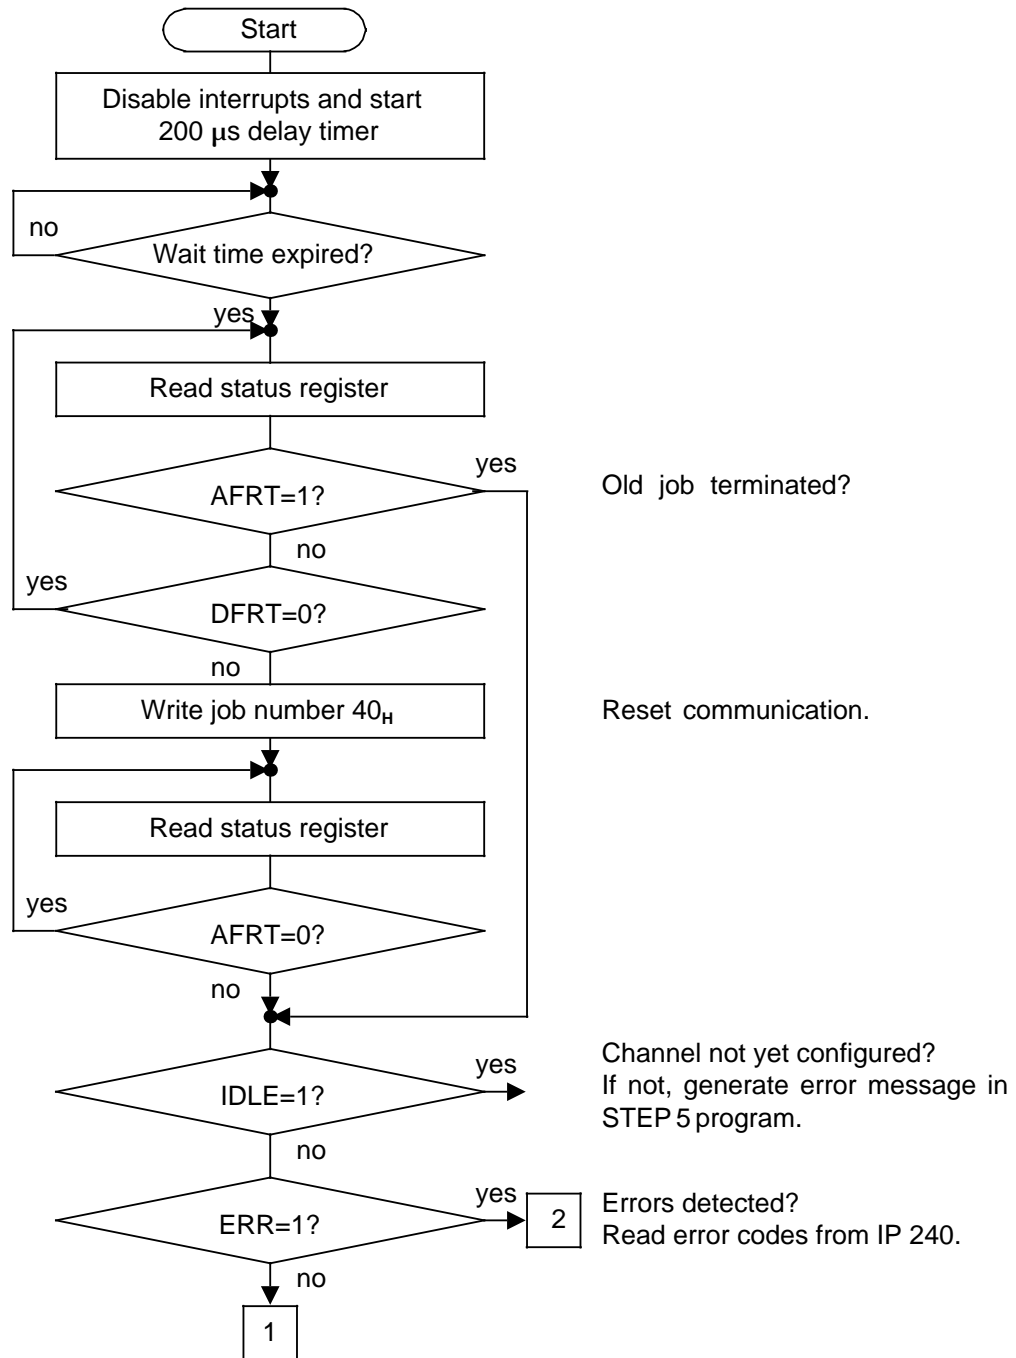 Start
Disable interrupts and start
200 µs delay timer
no
Wait time expired?
yes
Read status register
yes
AFRT=1?
Old job terminated?
no
yes
DFRT=0?
no
Write job number 40H
Reset communication.
Read status register
yes
AFRT=0?
no
Channel not yet configured?
yes
If not, generate error message in
IDLE=1?
STEP 5 program.
no
yes
Errors detected?
ERR=1?
2
Read error codes from IP 240.
no
1